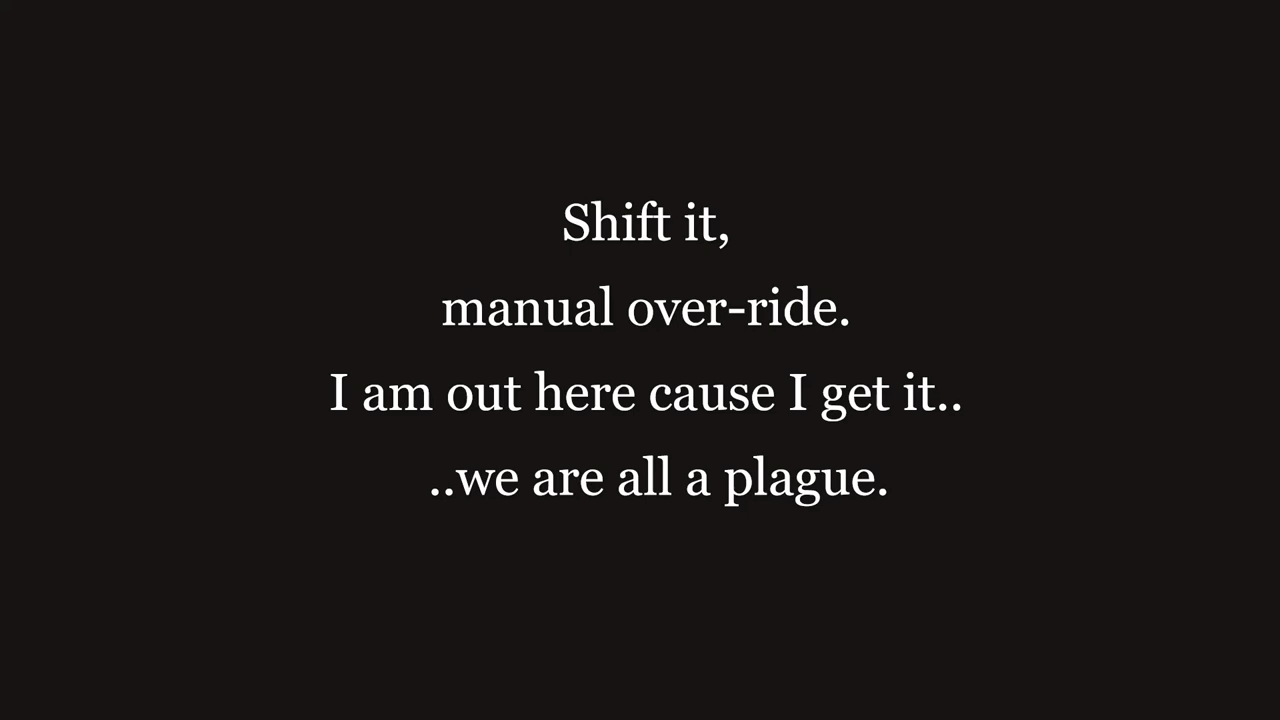 Shift it,
manual over-ride.
I am out here cause I get it..
..we are all a plague.